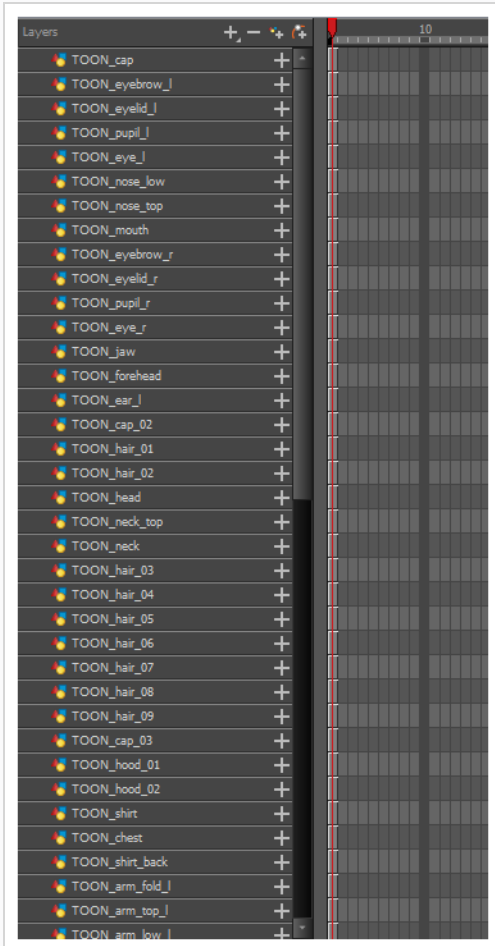 Layers
10
TOON_cap
TOON_eyebrow_l
TOON_eyelid_l
TOON_pupil_l
TOON_eye_l
TOON_nose_low
TOON_nose_top
TOON_mouth
TOON_eyebrow_r
TOON_eyelid_r
TOON_pupil_r
TOON_eye_r
TOON_jaw
TOON_forehead
TOON_ear_l
TOON_cap_02
TOON_hair_01
TOON_hair_02
TOON_head
TOON_neck_top
TOON_neck
TOON_hair_03
TOON_hair_04
TOON_hair_05
TOON_hair_06
TOON_hair_07
TOON_hair_08
TOON_hair_09
TOON_cap_03
TOON_hood_01
TOON_hood_02
TOON_shirt
TOON_chest
TOON_shirt_back
TOON_arm_fold_l
TOON_arm_top_l
TOON_arm_low_l